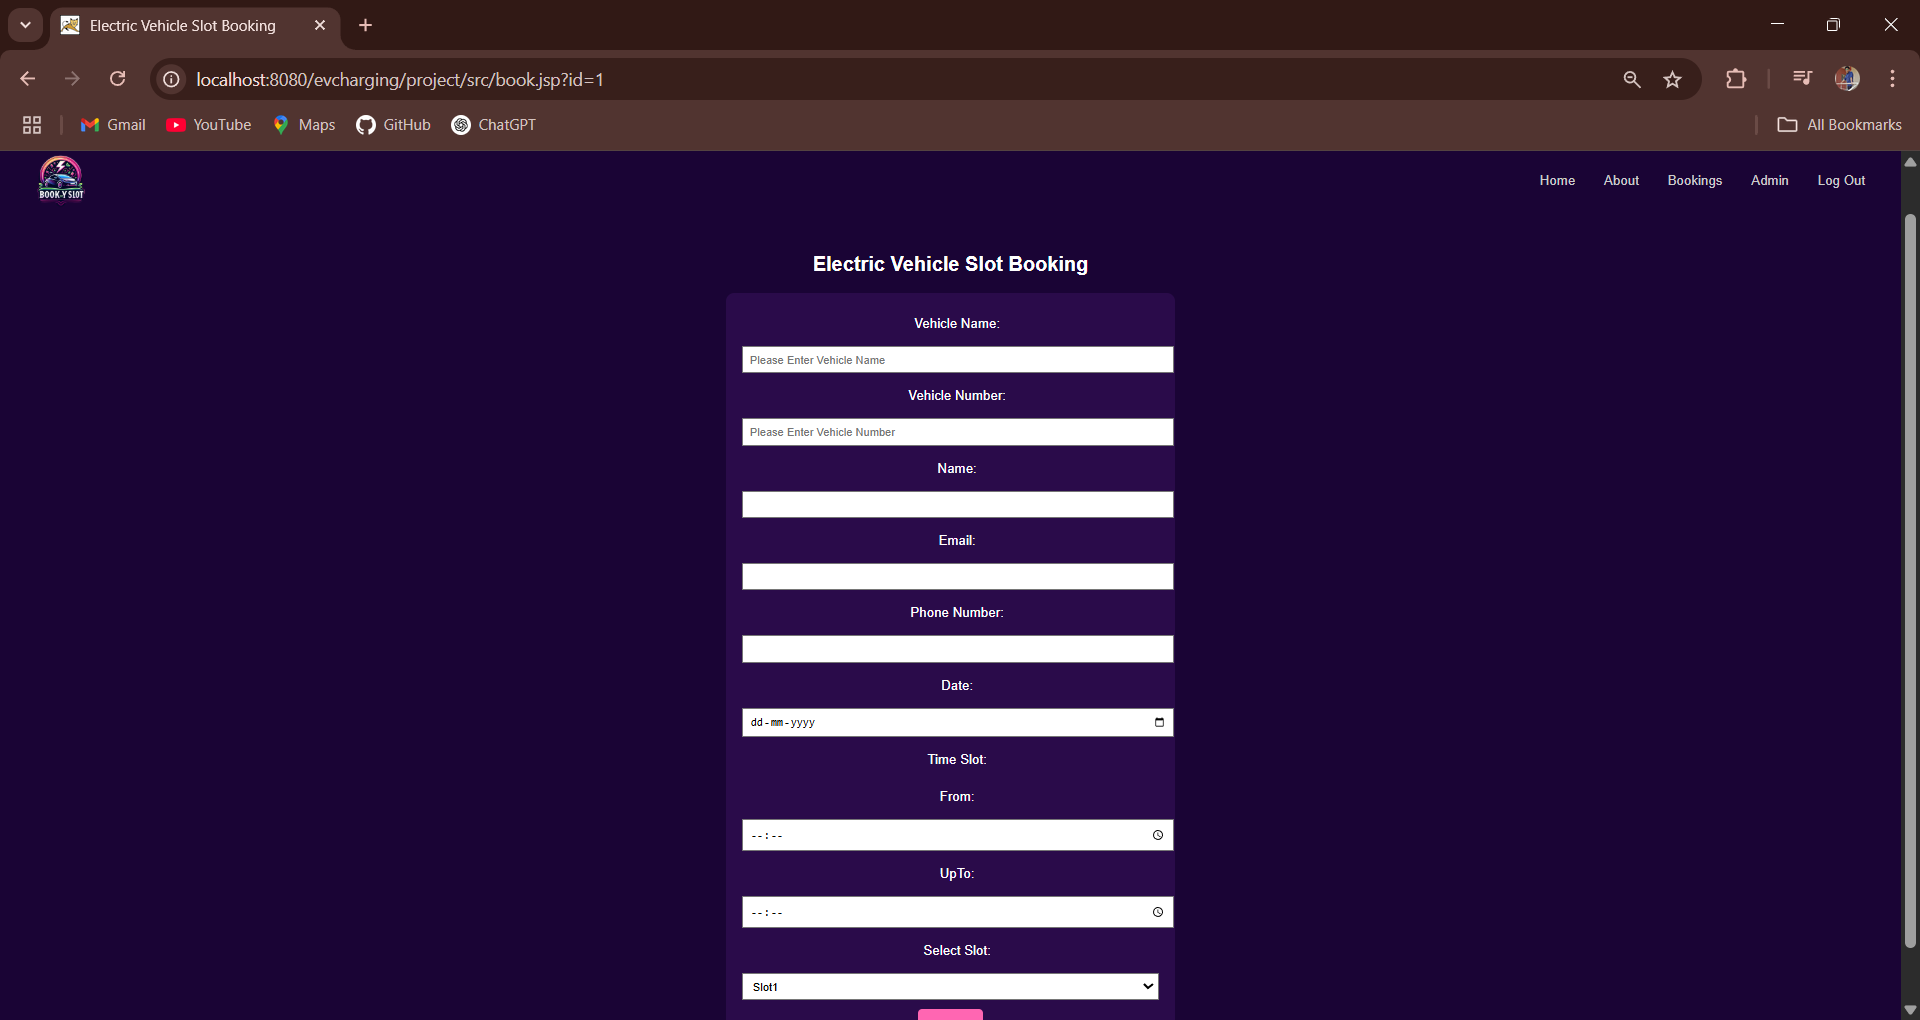 Electric Vehicle Slot Booking
localhost:8080/evcharging/project/src/book.jsp?id=1
Gmail YouTube Maps GitHub ChatGPT All Bookmarks
BOOK-Y SLOT
Home About Bookings Admin Log Out
Electric Vehicle Slot Booking
Vehicle Name:
Please Enter Vehicle Name
Vehicle Number:
Please Enter Vehicle Number
Name:
Email:
Phone Number:
Date:
dd-mm-yyyy
Time Slot:
From:
--:--
UpTo:
--:--
Select Slot:
Slot1